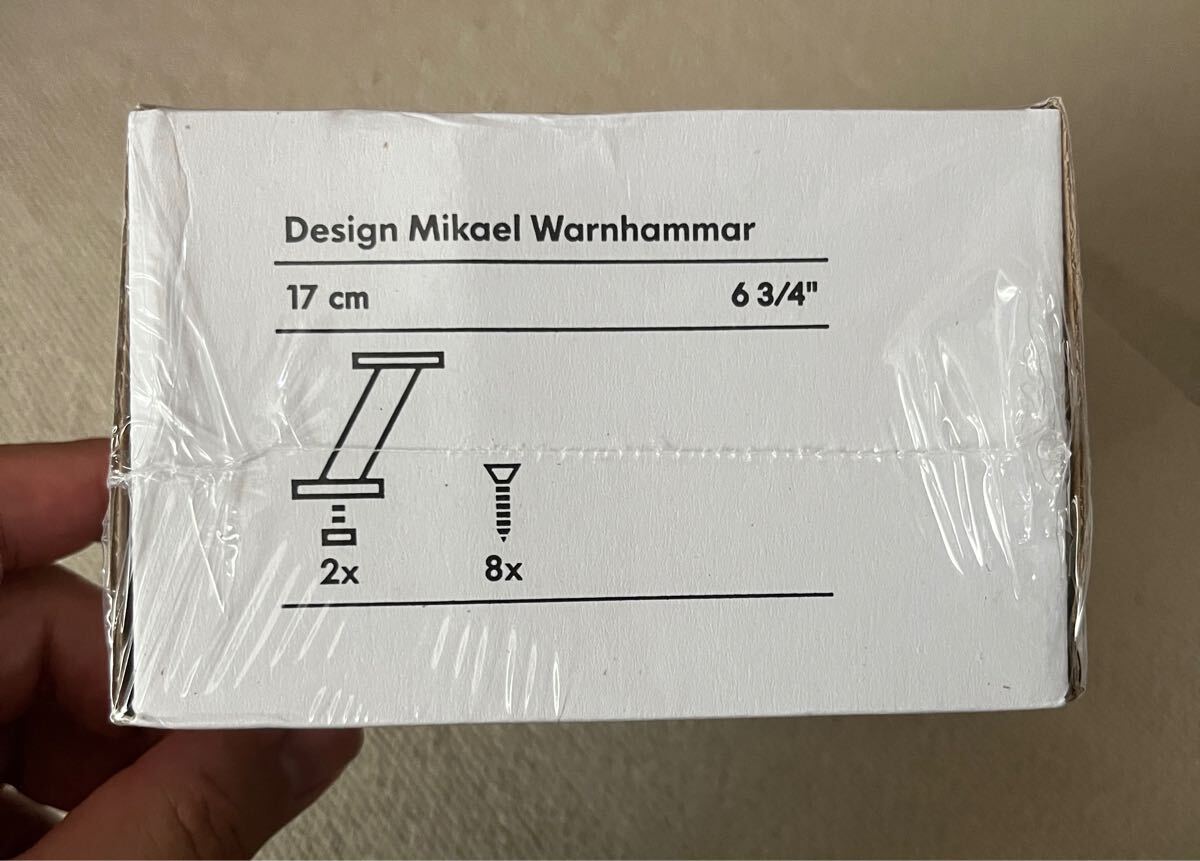 Design Mikael Warnhammar
17 cm 6 3/4"
2x 8x